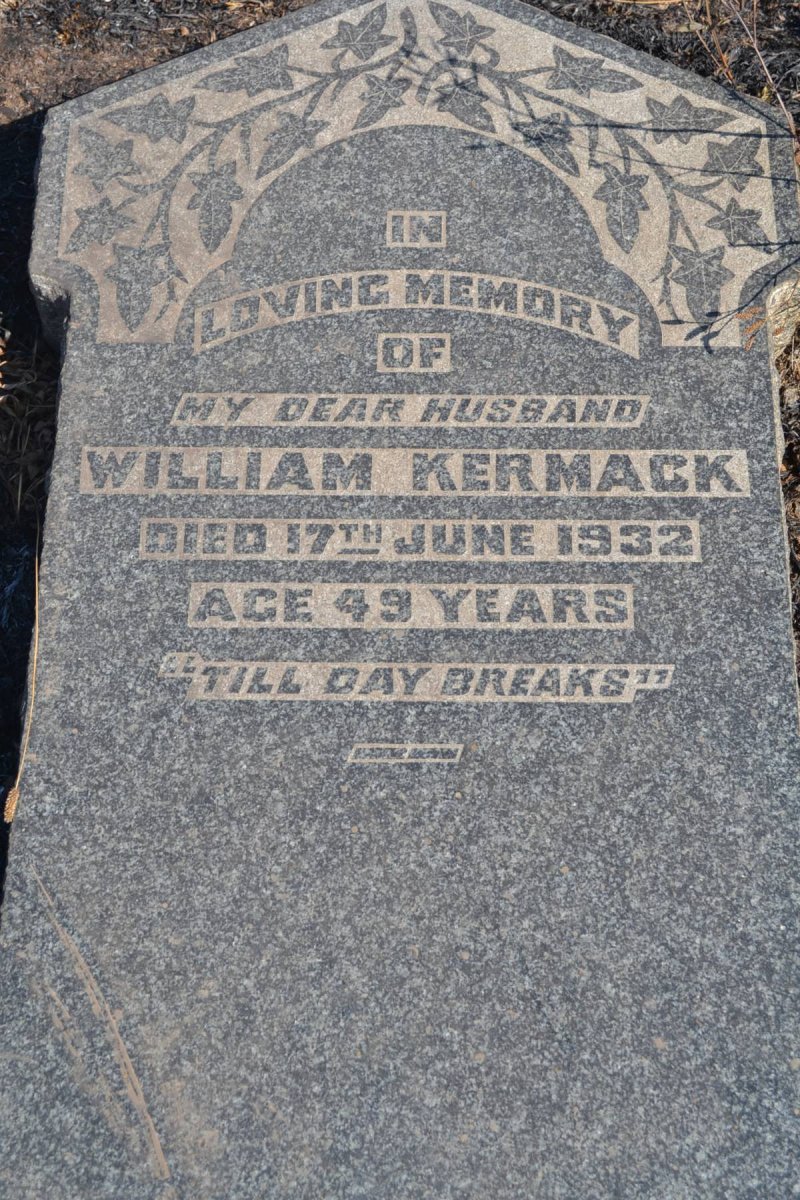 IN
LOVING MEMORY
OF
MY DEAR HUSBAND
WILLIAM KERMACK
DIED 17TH JUNE 1932
AGE 49 YEARS
"TILL DAY BREAKS"